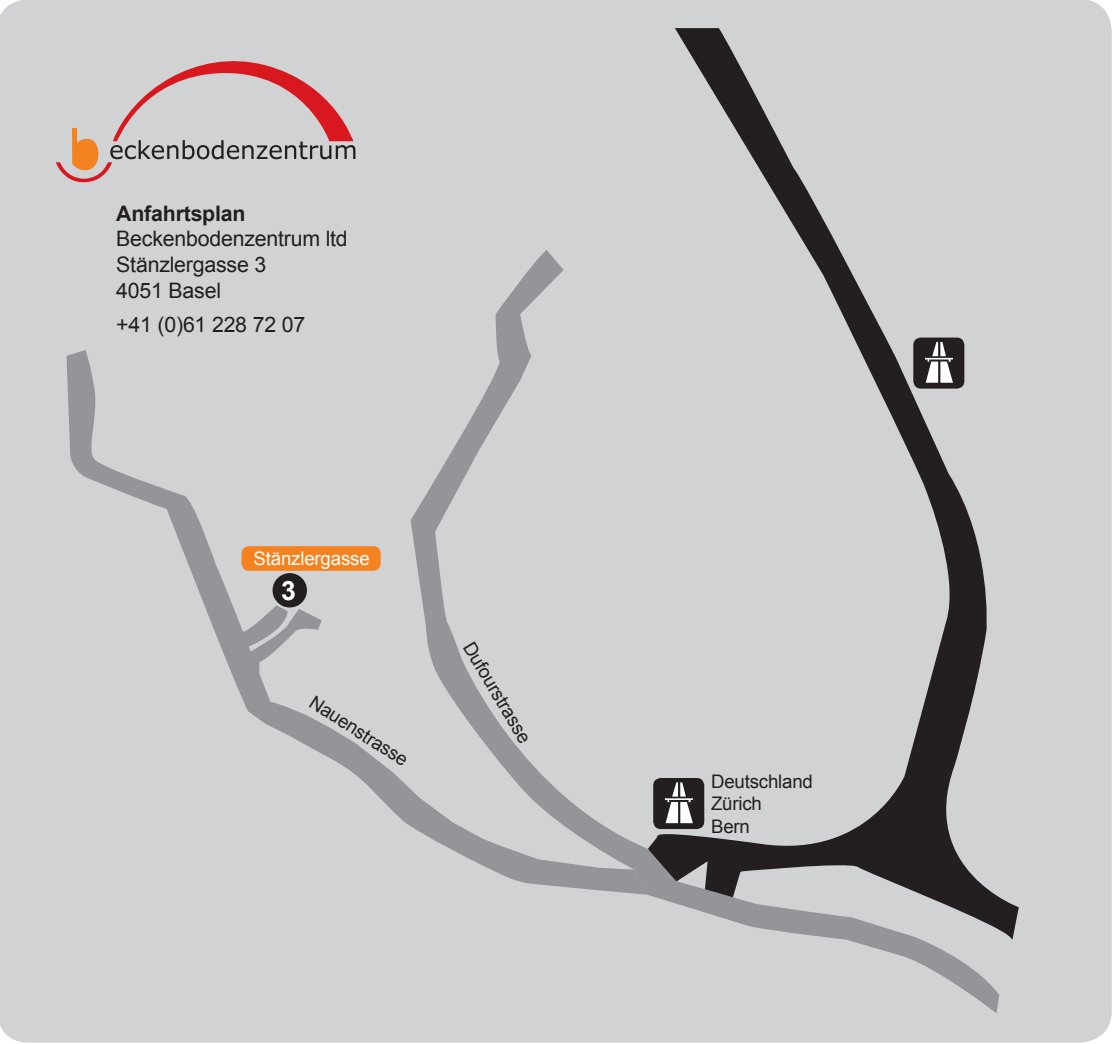 beckenbodenzentrum
Anfahrtsplan
Beckenbodenzentrum ltd
Stänzlergasse 3
4051 Basel
+41 (0)61 228 72 07
Stänzlergasse
3
Dufourstrasse
Nauenstrasse
Deutschland
Zürich
Bern